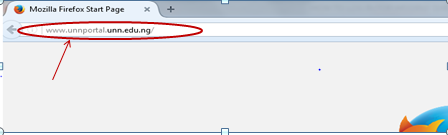 Mozilla Firefox Start Page
www.unnportal.unn.edu.ng/